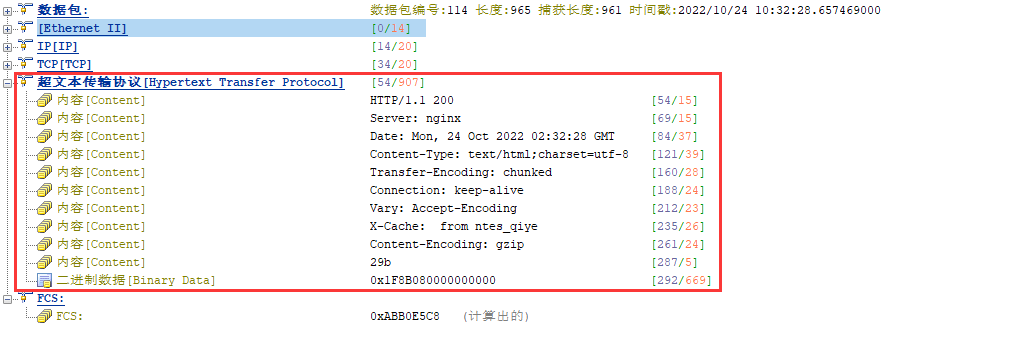 数据包: 数据包编号:114 长度:965 捕获长度:961 时间戳:2022/10/24 10:32:28.657469000
[Ethernet II] [0/14]
IP[IP] [14/20]
TCP[TCP] [34/20]
超文本传输协议[Hypertext Transfer Protocol] [54/907]
内容[Content] HTTP/1.1 200 [54/15]
内容[Content] Server: nginx [69/15]
内容[Content] Date: Mon, 24 Oct 2022 02:32:28 GMT [84/37]
内容[Content] Content-Type: text/html;charset=utf-8 [121/39]
内容[Content] Transfer-Encoding: chunked [160/28]
内容[Content] Connection: keep-alive [188/24]
内容[Content] Vary: Accept-Encoding [212/23]
内容[Content] X-Cache:  from ntes_qiye [235/26]
内容[Content] Content-Encoding: gzip [261/24]
内容[Content] 29b [287/5]
二进制数据[Binary Data] 0x1F8B080000000000 [292/669]
FCS:
FCS: 0xABB0E5C8 (计算出的)